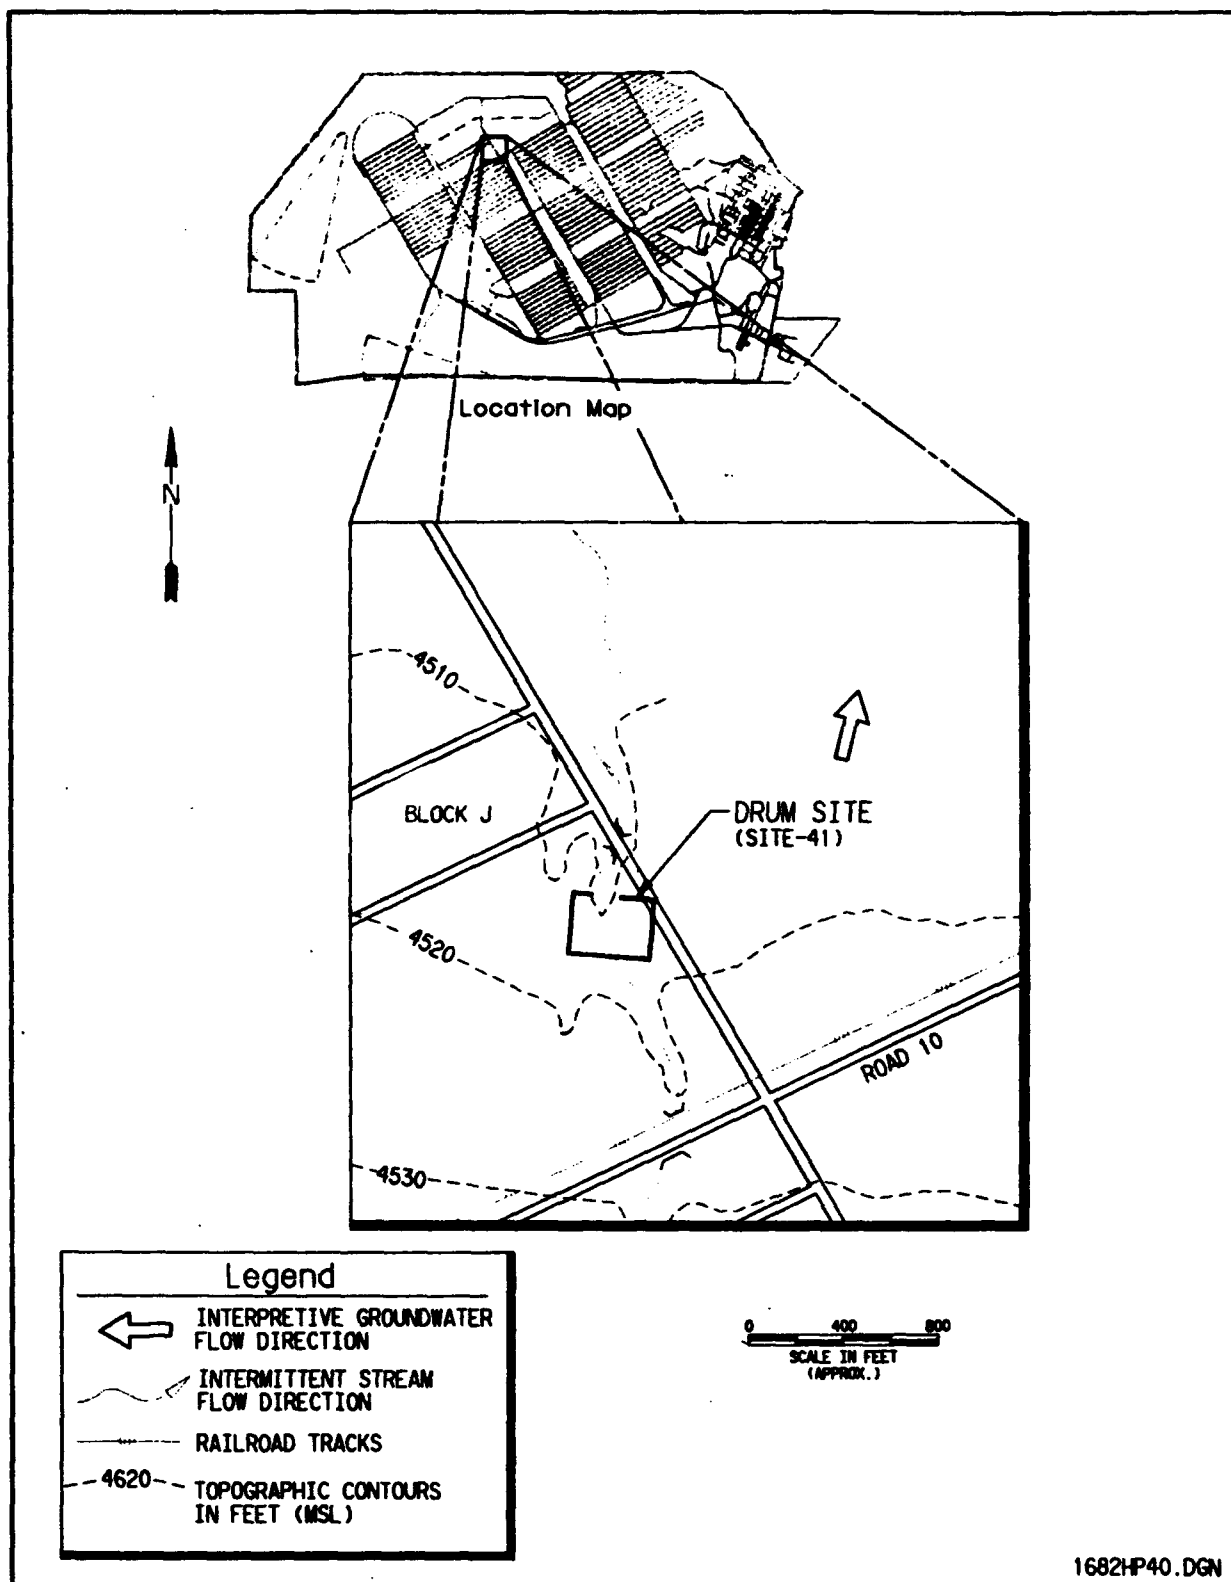 Location Map
N
4510
BLOCK J
DRUM SITE
(SITE-41)
4520
ROAD 10
4530
Legend
INTERPRETIVE GROUNDWATER
FLOW DIRECTION
INTERMITTENT STREAM
FLOW DIRECTION
RAILROAD TRACKS
4620
TOPOGRAPHIC CONTOURS
IN FEET (MSL)
0 400 800
SCALE IN FEET
(APPROX.)
1682HP40.DGN